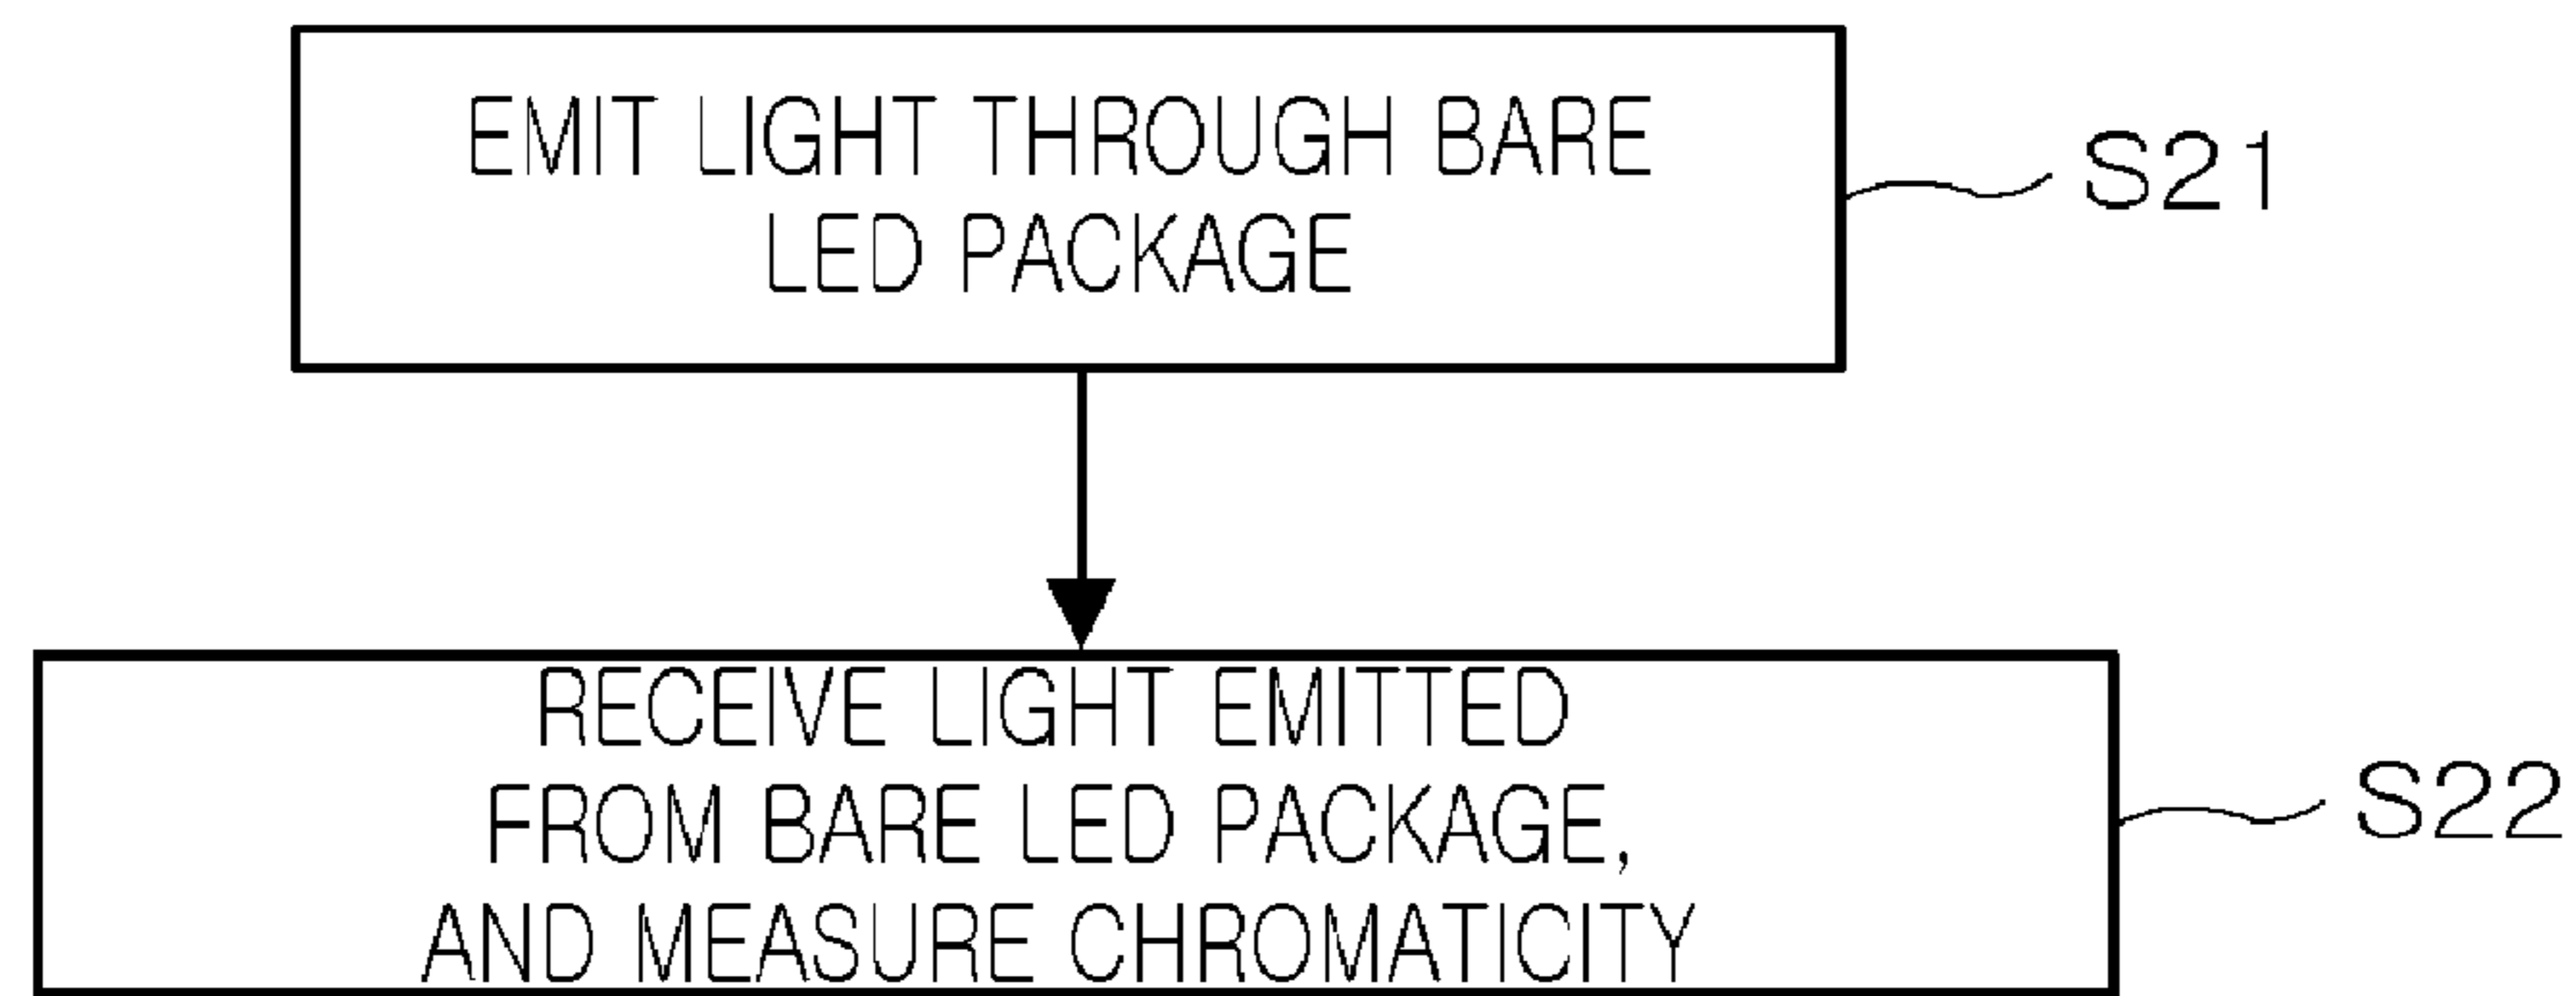 EMIT LIGHT THROUGH BARE
LED PACKAGE
S21
RECEIVE LIGHT EMITTED
FROM BARE LED PACKAGE,
AND MEASURE CHROMATICITY
S22